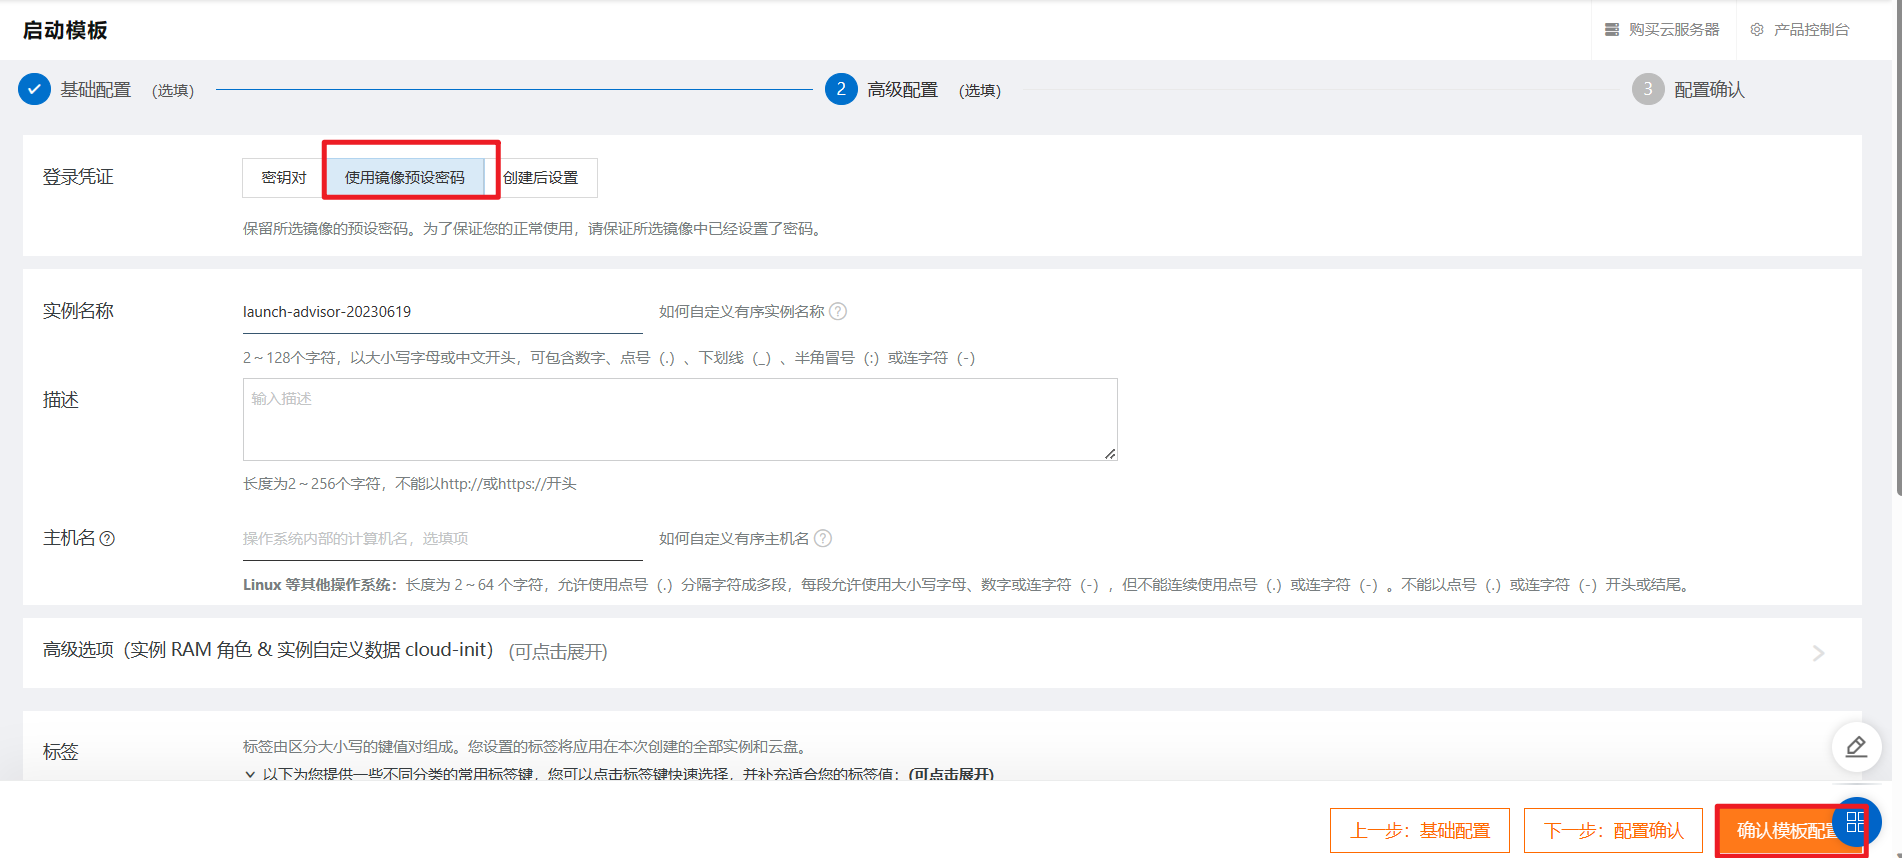 启动模板
购买云服务器
产品控制台
基础配置 (选填)
2 高级配置 (选填)
3 配置确认
登录凭证
密钥对 使用镜像预设密码 创建后设置
保留所选镜像的预设密码。为了保证您的正常使用，请保证所选镜像中已经设置了密码。
实例名称
launch-advisor-20230619
如何自定义有序实例名称 ?
2～128个字符，以大小写字母或中文开头，可包含数字、点号（.）、下划线（_）、半角冒号（:）或连字符（-）
描述
输入描述
长度为2～256个字符，不能以http://或https://开头
主机名 ?
操作系统内部的计算机名，选填项
如何自定义有序主机名 ?
Linux 等其他操作系统：长度为 2～64 个字符，允许使用点号（.）分隔字符成多段，每段允许使用大小写字母、数字或连字符（-），但不能连续使用点号（.）或连字符（-）。不能以点号（.）或连字符（-）开头或结尾。
高级选项（实例 RAM 角色 & 实例自定义数据 cloud-init） (可点击展开)
标签
标签由区分大小写的键值对组成。您设置的标签将应用在本次创建的全部实例和云盘。
以下为您提供一些不同分类的常用标签键，您可以点击标签键快速选择，并补充适合您的标签值：(可点击展开)
上一步：基础配置
下一步：配置确认
确认模板配置